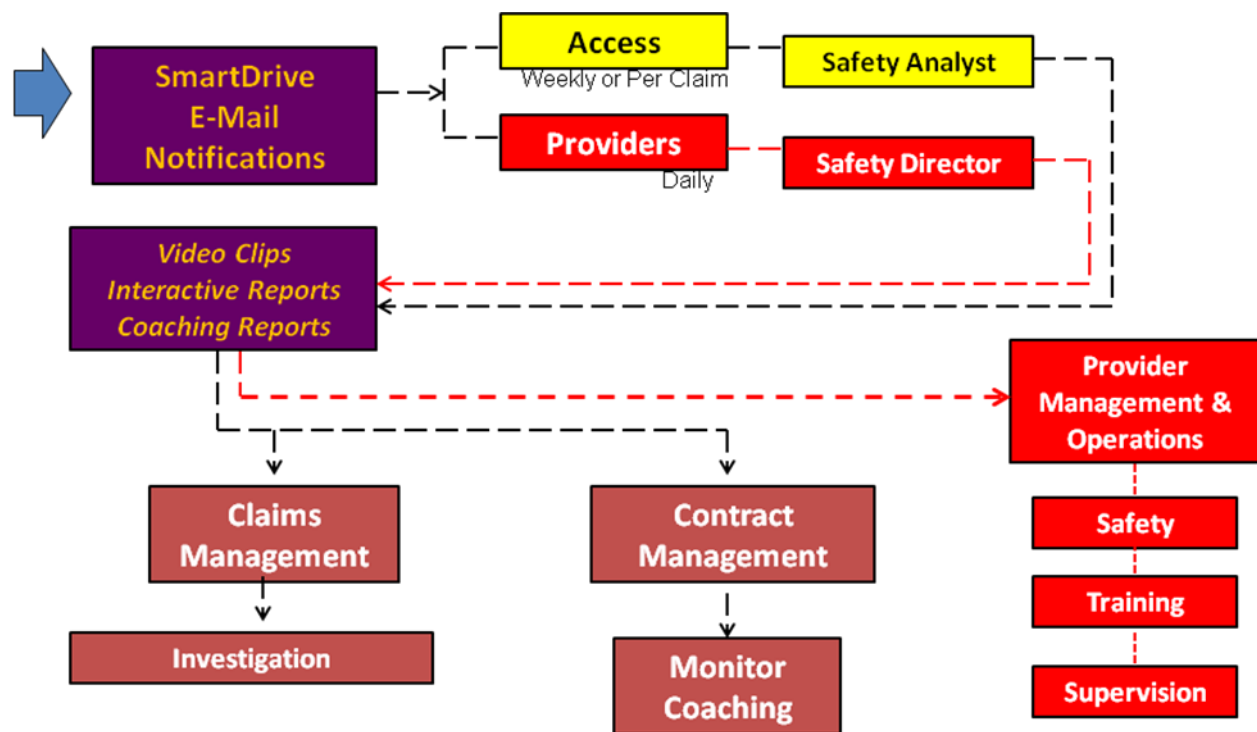 SmartDrive
E-Mail
Notifications
Access
Weekly or Per Claim
Safety Analyst
Providers
Daily
Safety Director
Video Clips
Interactive Reports
Coaching Reports
Provider
Management &
Operations
Claims
Management
Contract
Management
Safety
Training
Investigation
Monitor
Coaching
Supervision